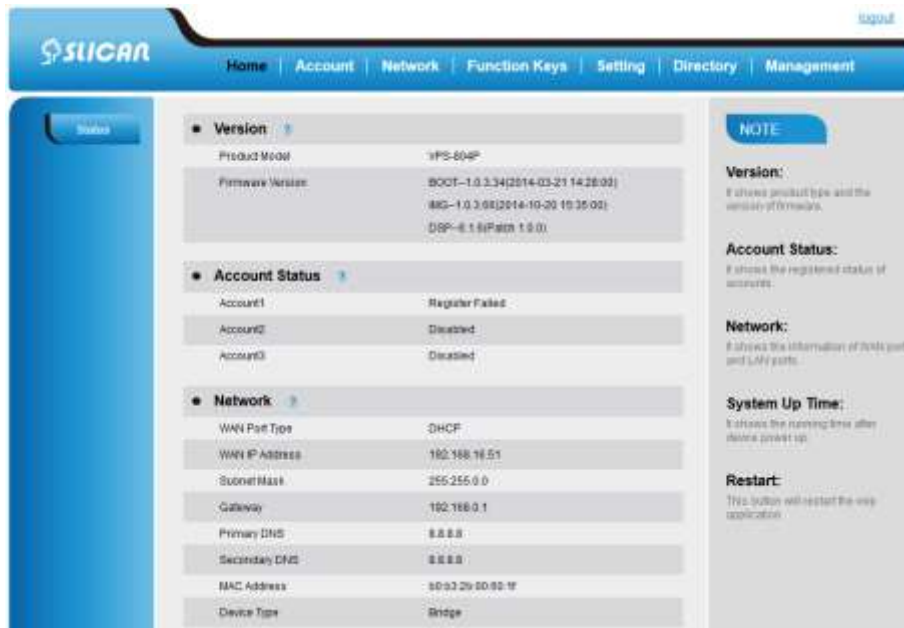 logout
SLICAN
Home | Account | Network | Function Keys | Setting | Directory | Management
Status
Version ?
Product Model VPS-804P
Firmware Version BOOT--1.0.3.34(2014-03-21 14:28:00)
IMG--1.0.3.68(2014-10-20 15:35:00)
DSP--6.1.6(Patch 1.0.0)
Account Status ?
Account1 Register Failed
Account2 Disabled
Account3 Disabled
Network ?
WAN Port Type DHCP
WAN IP Address 192.168.16.51
Subnet Mask 255.255.0.0
Gateway 192.168.0.1
Primary DNS 8.8.8.8
Secondary DNS 8.8.8.8
MAC Address
Device Type Bridge
NOTE
Version:
It shows product type and the
version of firmware.
Account Status:
It shows the registered status of
accounts.
Network:
It shows the information of WAN port
and LAN ports.
System Up Time:
It shows the running time after
device power up.
Restart:
This button will restart the
application